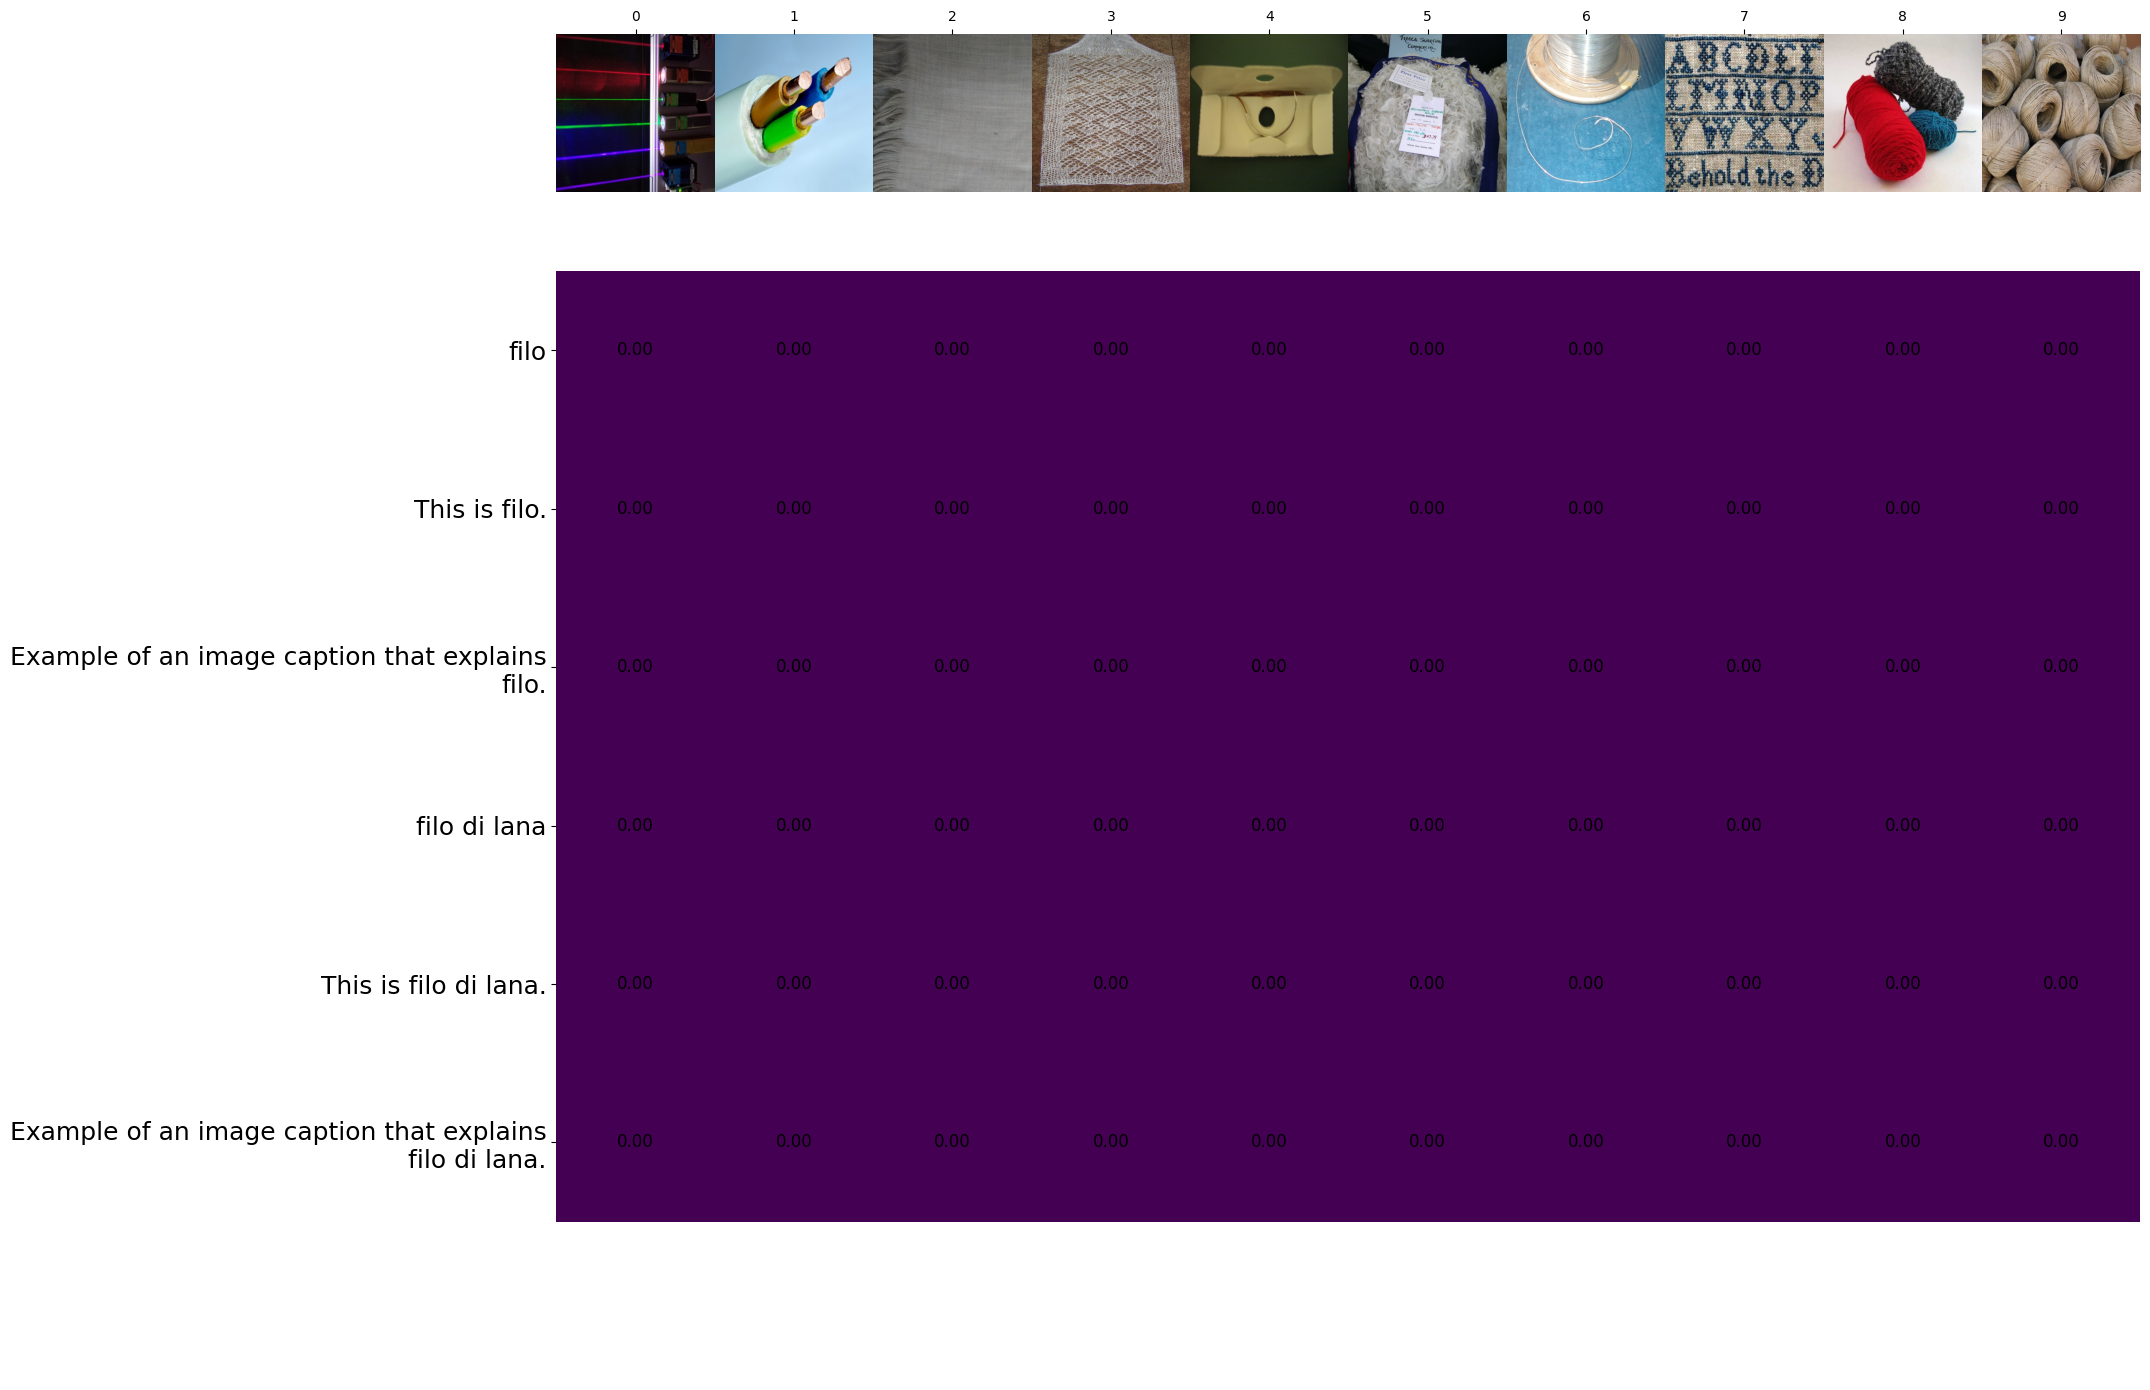 0 1 2 3 4 5 6 7 8 9
ABCDEF
LMNOP
VWXY
Behold the B
filo 0.00 0.00 0.00 0.00 0.00 0.00 0.00 0.00 0.00 0.00
This is filo. 0.00 0.00 0.00 0.00 0.00 0.00 0.00 0.00 0.00 0.00
Example of an image caption that explains
filo. 0.00 0.00 0.00 0.00 0.00 0.00 0.00 0.00 0.00 0.00
filo di lana 0.00 0.00 0.00 0.00 0.00 0.00 0.00 0.00 0.00 0.00
This is filo di lana. 0.00 0.00 0.00 0.00 0.00 0.00 0.00 0.00 0.00 0.00
Example of an image caption that explains
filo di lana. 0.00 0.00 0.00 0.00 0.00 0.00 0.00 0.00 0.00 0.00